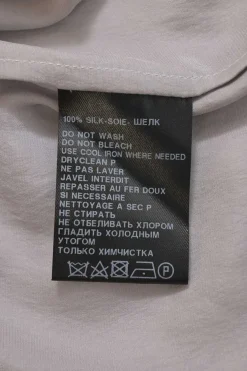 100% SILK-SOIE- ШЕЛК
DO NOT WASH
DO NOT BLEACH
USE COOL IRON WHERE NEEDED
DRYCLEAN P
NE PAS LAVER
JAVEL INTERDIT
REPASSER AU FER DOUX
SI NECESSAIRE
NETTOYAGE A SEC P
НЕ СТИРАТЬ
НЕ ОТБЕЛИВАТЬ ХЛОРОМ
ГЛАДИТЬ ХОЛОДНЫМ
УТЮГОМ
ТОЛЬКО ХИМЧИСТКА
P